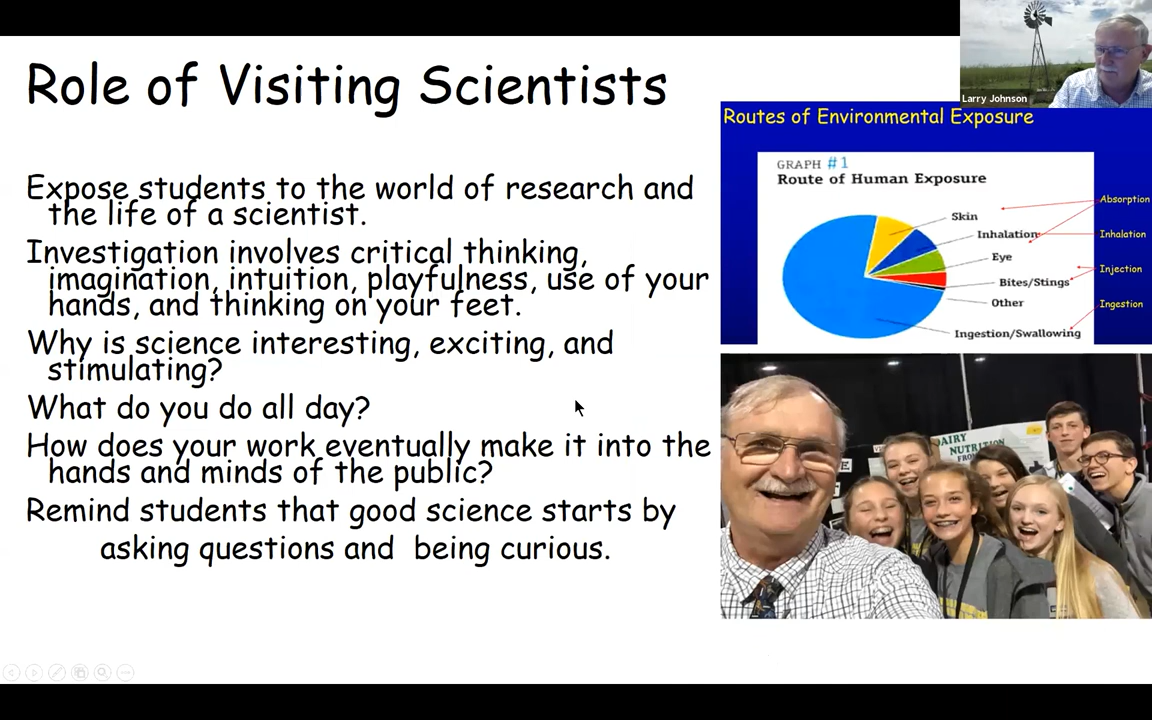 Role of Visiting Scientists
Expose students to the world of research and
the life of a scientist.
Investigation involves critical thinking,
imagination, intuition, playfulness, use of your
hands, and thinking on your feet.
Why is science interesting, exciting, and
stimulating?
What do you do all day?
How does your work eventually make it into the
hands and minds of the public?
Remind students that good science starts by
asking questions and being curious.
Larry Johnson
Routes of Environmental Exposure
GRAPH #1
Route of Human Exposure
Skin
Inhalation
Eye
Bites/Stings
Other
Ingestion/Swallowing
Absorption
Inhalation
Injection
Ingestion
DAIRY
NUTRITION